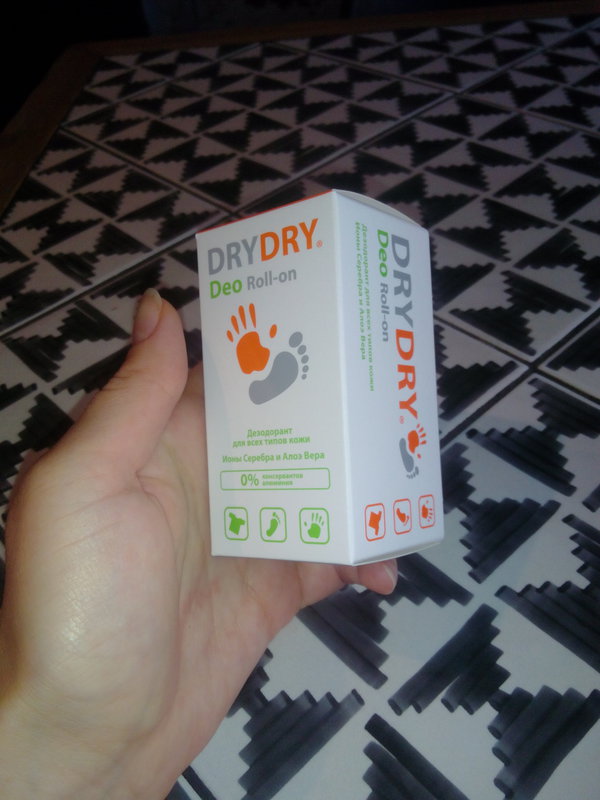 DRYDRY®
Deo Roll-on
Дезодорант
для всех типов кожи
Ионы Серебра и Алоэ Вера
0% консервантов
алюминия
DRYDRY®
Deo Roll-on
Дезодорант для всех типов кожи
Ионы Серебра и Алоэ Вера